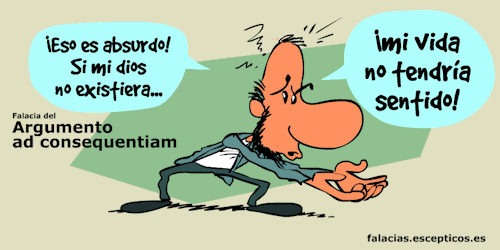 ¡Eso es absurdo!
Si mi dios
no existiera...
¡mi vida
no tendría
sentido!
Falacia del
Argumento
ad consequentiam
falacias.escepticos.es